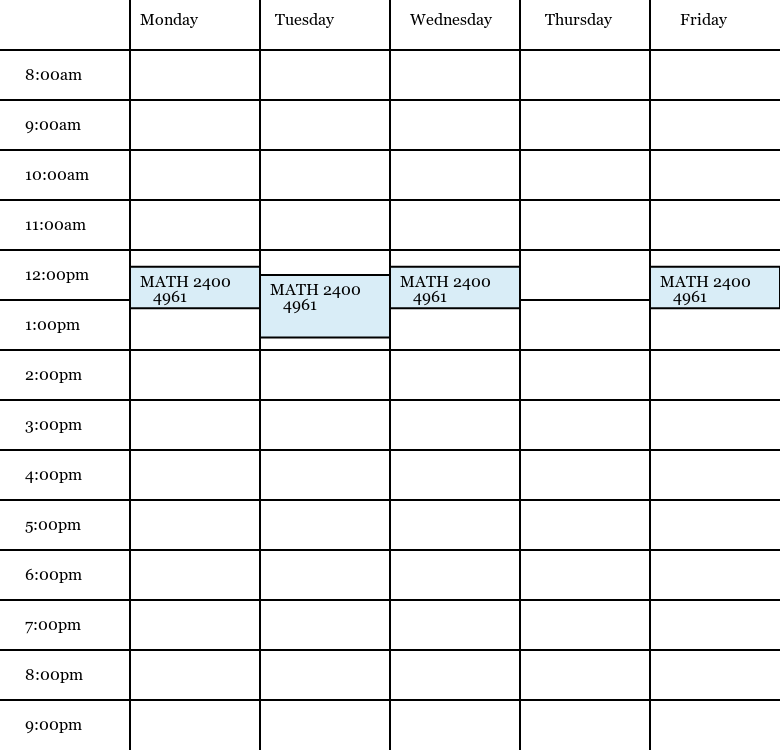 Monday Tuesday Wednesday Thursday Friday
8:00am
9:00am
10:00am
11:00am
12:00pm
MATH 2400 MATH 2400 MATH 2400 MATH 2400
4961 4961 4961 4961
1:00pm
2:00pm
3:00pm
4:00pm
5:00pm
6:00pm
7:00pm
8:00pm
9:00pm